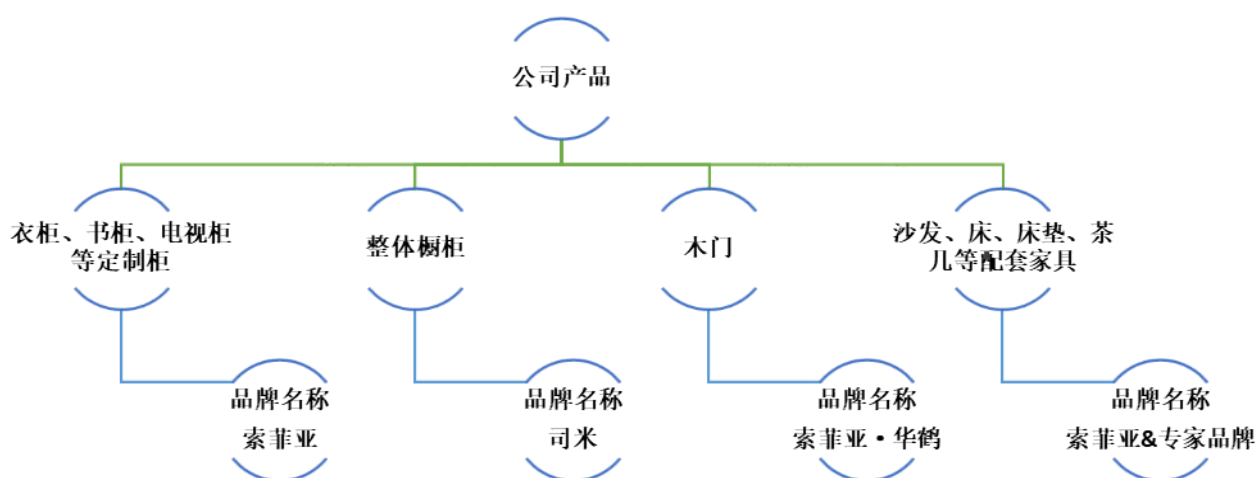 公司产品
衣柜、书柜、电视柜
等定制柜
整体橱柜
木门
沙发、床、床垫、茶
几等配套家具
品牌名称
索菲亚
品牌名称
司米
品牌名称
索菲亚·华鹤
品牌名称
索菲亚&专家品牌